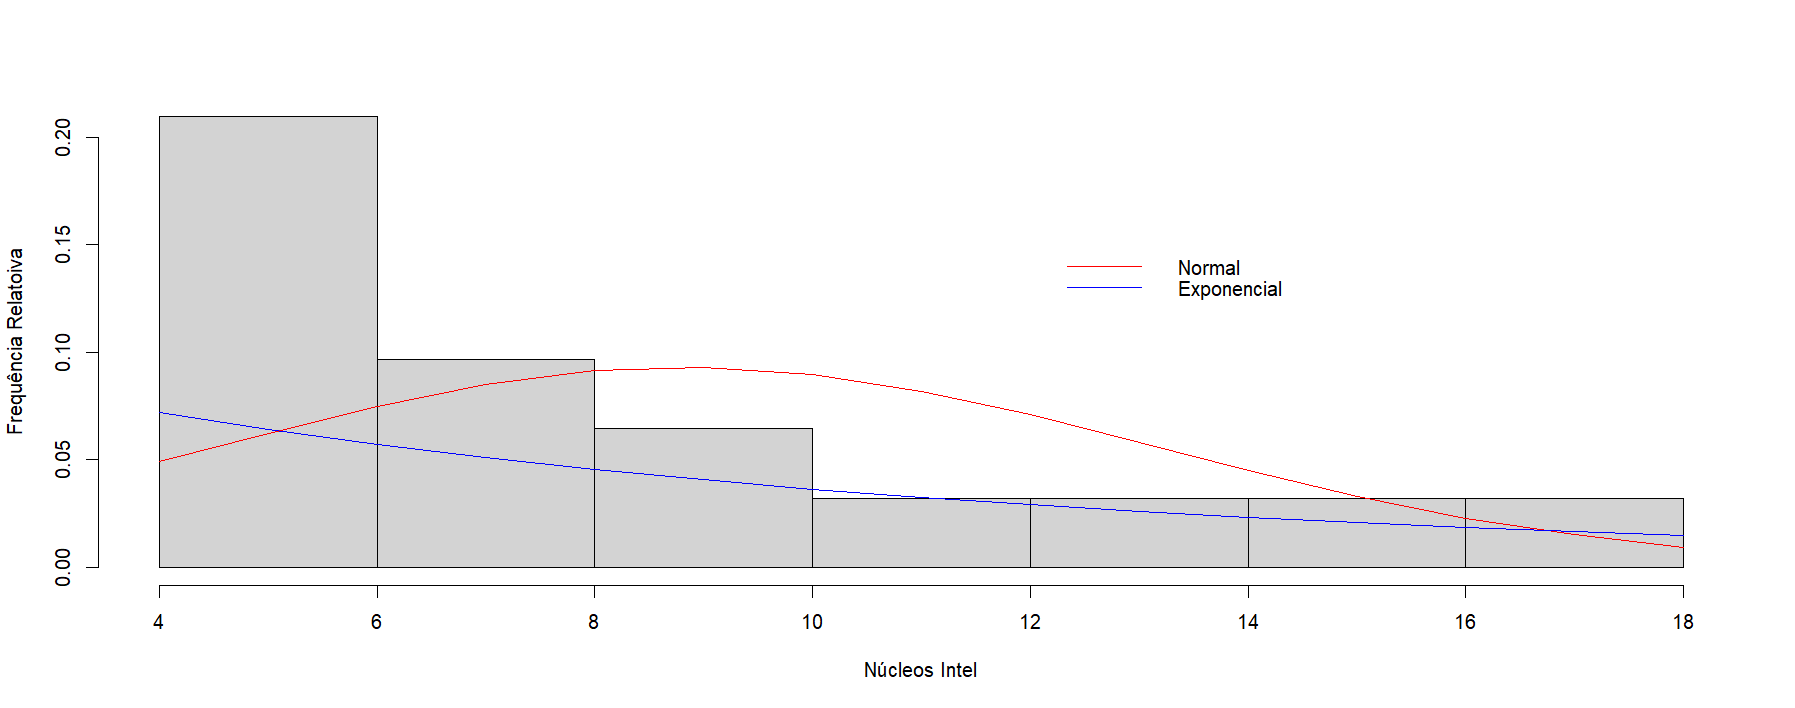 0.20
0.15
0.10
0.05
0.00
Frequência Relatoiva
Normal
Exponencial
4 6 8 10 12 14 16 18
Núcleos Intel